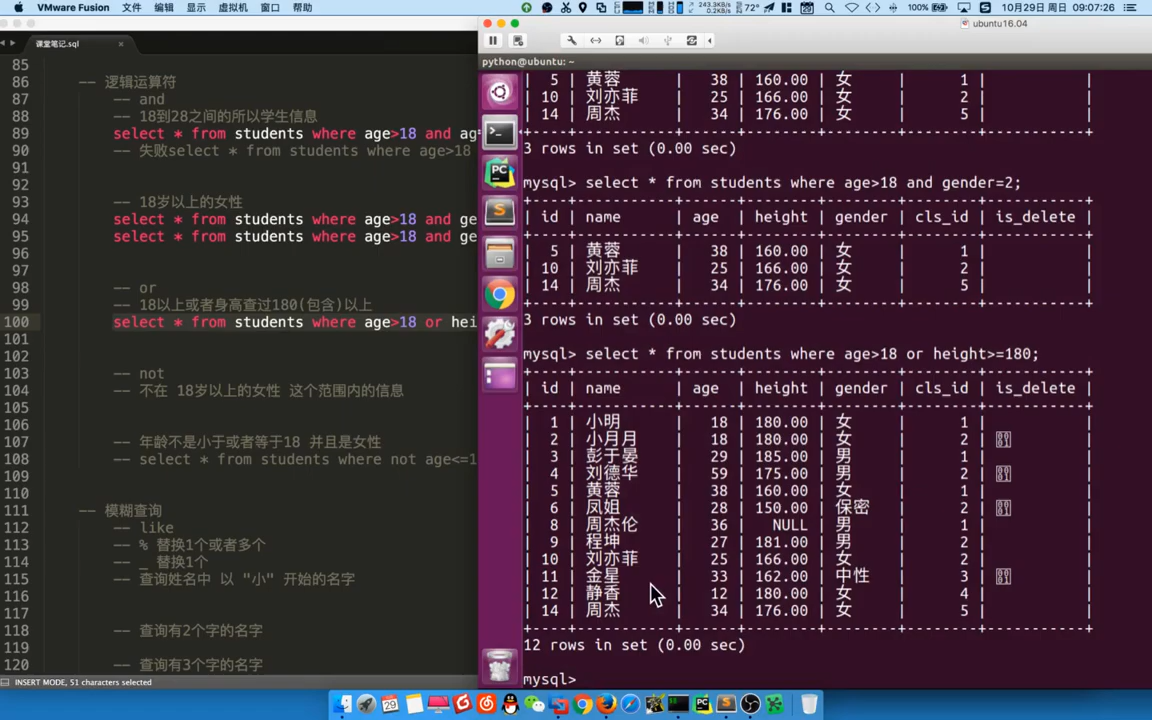 VMware Fusion 文件 编辑 显示 虚拟机 窗口 帮助
243.3KB/s
0.2KB/s
72° 100% 10月29日 周日 09:07:26
课堂笔记.sql ×
ubuntu16.04
python@ubuntu: ~
85
86 -- 逻辑运算符
87 -- and
88 -- 18到28之间的所以学生信息
89 select * from students where age>18 and ag
90 -- 失败select * from students where age>18
91
92
93 -- 18岁以上的女性
94 select * from students where age>18 and ge
95 select * from students where age>18 and ge
96
97
98 -- or
99 -- 18以上或者身高查过180(包含)以上
100 select * from students where age>18 or hei
101
102
103 -- not
104 -- 不在 18岁以上的女性 这个范围内的信息
105
106
107 -- 年龄不是小于或者等于18 并且是女性
108 -- select * from students where not age<=1
109
110
111 -- 模糊查询
112 -- like
113 -- % 替换1个或者多个
114 -- _ 替换1个
115 -- 查询姓名中 以 "小" 开始的名字
116
117
118 -- 查询有2个字的名字
119
120 -- 查询有3个字的名字
INSERT MODE, 51 characters selected
| 5 | 黄蓉 | 38 | 160.00 | 女 | 1 | |
| 10 | 刘亦菲 | 25 | 166.00 | 女 | 2 | |
| 14 | 周杰 | 34 | 176.00 | 女 | 5 | |
3 rows in set (0.00 sec)
mysql> select * from students where age>18 and gender=2;
| id | name | age | height | gender | cls_id | is_delete |
| 5 | 黄蓉 | 38 | 160.00 | 女 | 1 | |
| 10 | 刘亦菲 | 25 | 166.00 | 女 | 2 | |
| 14 | 周杰 | 34 | 176.00 | 女 | 5 | |
3 rows in set (0.00 sec)
mysql> select * from students where age>18 or height>=180;
| id | name | age | height | gender | cls_id | is_delete |
| 1 | 小明 | 18 | 180.00 | 女 | 1 | |
| 2 | 小月月 | 18 | 180.00 | 女 | 2 | |
| 3 | 彭于晏 | 29 | 185.00 | 男 | 1 | |
| 4 | 刘德华 | 59 | 175.00 | 男 | 2 | |
| 5 | 黄蓉 | 38 | 160.00 | 女 | 1 | |
| 6 | 凤姐 | 28 | 150.00 | 保密 | 2 | |
| 8 | 周杰伦 | 36 | NULL | 男 | 1 | |
| 9 | 程坤 | 27 | 181.00 | 男 | 2 | |
| 10 | 刘亦菲 | 25 | 166.00 | 女 | 2 | |
| 11 | 金星 | 33 | 162.00 | 中性 | 3 | |
| 12 | 静香 | 12 | 180.00 | 女 | 4 | |
| 14 | 周杰 | 34 | 176.00 | 女 | 5 | |
12 rows in set (0.00 sec)
mysql>